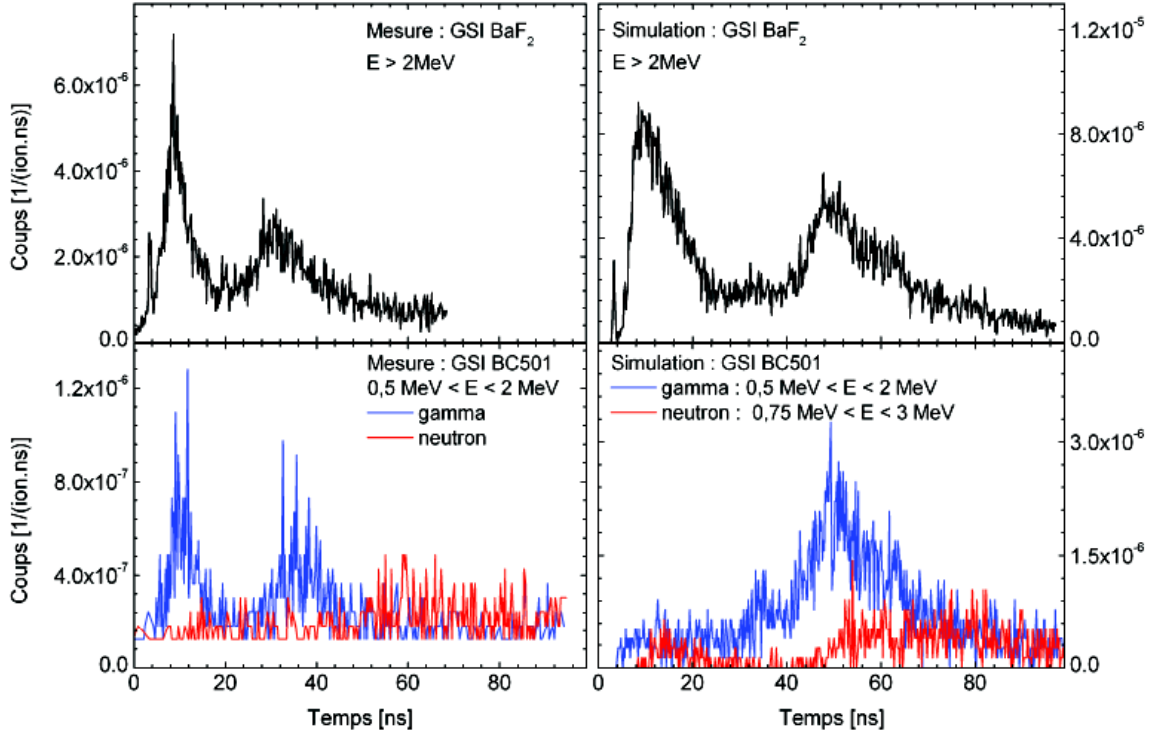 Mesure : GSI BaF₂
E > 2MeV
Coups [1/(ion.ns)]
6.0x10⁻⁶
4.0x10⁻⁶
2.0x10⁻⁶
0.0
Simulation : GSI BaF₂
E > 2MeV
1.2x10⁻⁵
8.0x10⁻⁶
4.0x10⁻⁶
0.0
Mesure : GSI BC501
0,5 MeV < E < 2 MeV
gamma
neutron
Coups [1/(ion.ns)]
1.2x10⁻⁶
8.0x10⁻⁷
4.0x10⁻⁷
0.0
0 20 40 60 80
Temps [ns]
Simulation : GSI BC501
gamma : 0,5 MeV < E < 2 MeV
neutron : 0,75 MeV < E < 3 MeV
3.0x10⁻⁶
1.5x10⁻⁶
0.0
0 20 40 60 80
Temps [ns]